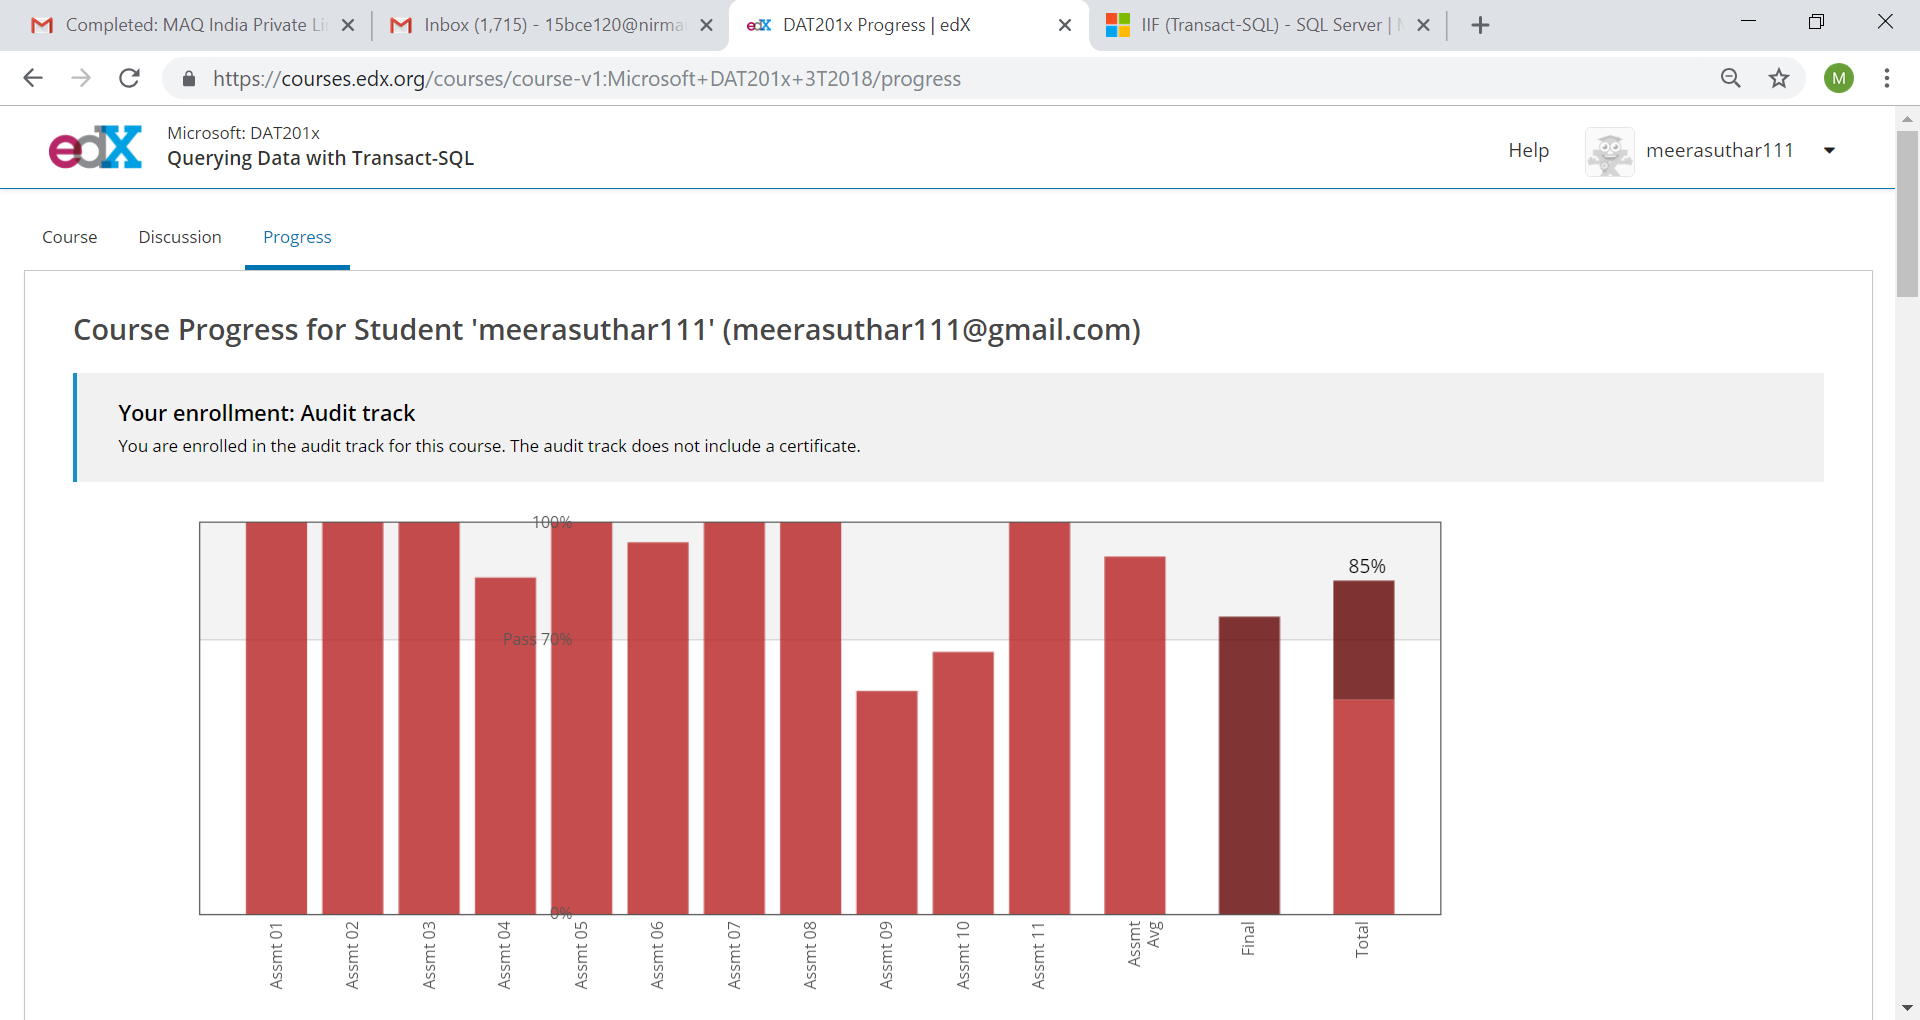 Completed: MAQ India Private Li
Inbox (1,715) - 15bce120@nirma
edX DAT201x Progress | edX
IIF (Transact-SQL) - SQL Server |
https://courses.edx.org/courses/course-v1:Microsoft+DAT201x+3T2018/progress
M
edX
Microsoft: DAT201x
Querying Data with Transact-SQL
Help
meerasuthar111
Course
Discussion
Progress
Course Progress for Student 'meerasuthar111' (meerasuthar111@gmail.com)
Your enrollment: Audit track
You are enrolled in the audit track for this course. The audit track does not include a certificate.
100%
85%
Pass 70%
0%
Assmt 01
Assmt 02
Assmt 03
Assmt 04
Assmt 05
Assmt 06
Assmt 07
Assmt 08
Assmt 09
Assmt 10
Assmt 11
Assmt
Avg
Final
Total